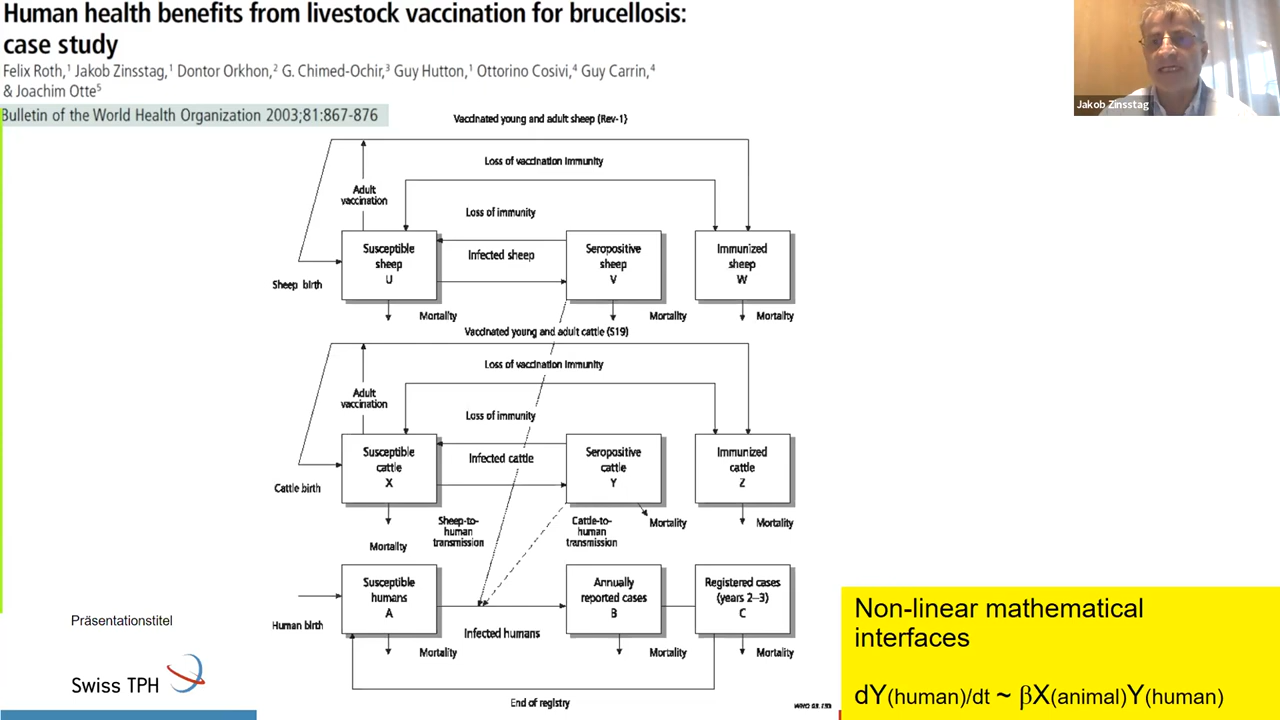 Human health benefits from livestock vaccination for brucellosis:
case study
Felix Roth,¹ Jakob Zinsstag,¹ Dontor Orkhon,² G. Chimed-Ochir,³ Guy Hutton,¹ Ottorino Cosivi,⁴ Guy Carrin,⁴
& Joachim Otte⁵
Bulletin of the World Health Organization 2003;81:867-876
Jakob Zinsstag
Vaccinated young and adult sheep (Rev-1)
Loss of vaccination immunity
Adult
vaccination
Loss of immunity
Susceptible
sheep
U
Infected sheep
Seropositive
sheep
V
Immunized
sheep
W
Sheep birth
Mortality
Mortality
Mortality
Vaccinated young and adult cattle (S19)
Loss of vaccination immunity
Adult
vaccination
Loss of immunity
Susceptible
cattle
X
Infected cattle
Seropositive
cattle
Y
Immunized
cattle
Z
Cattle birth
Mortality
Sheep-to-
human
transmission
Cattle-to-
human
transmission
Mortality
Mortality
Susceptible
humans
A
Annually
reported cases
B
Registered cases
(years 2–3)
C
Human birth
Infected humans
Mortality
Mortality
Mortality
End of registry
Präsentationstitel
Swiss TPH
Non-linear mathematical
interfaces
dY(human)/dt ~ βX(animal)Y(human)